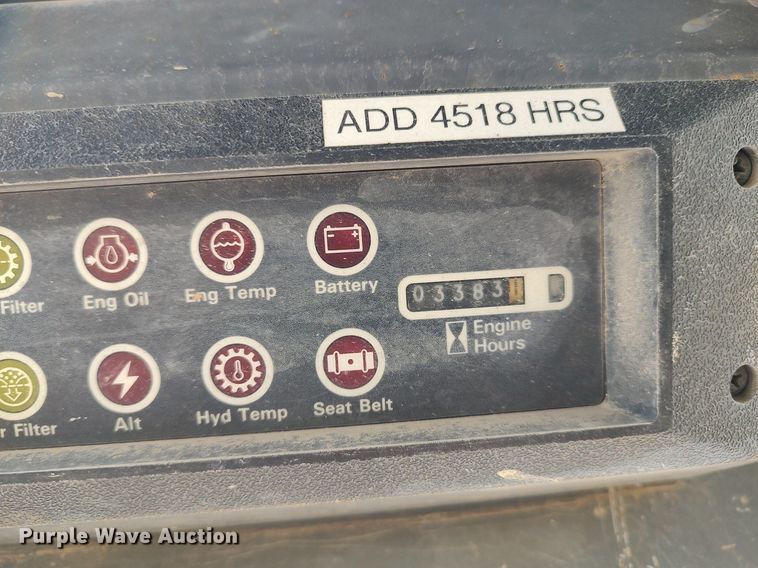 ADD 4518 HRS
Filter
Eng Oil
Eng Temp
Battery
03383
Engine
Hours
r Filter
Alt
Hyd Temp
Seat Belt
Purple Wave Auction